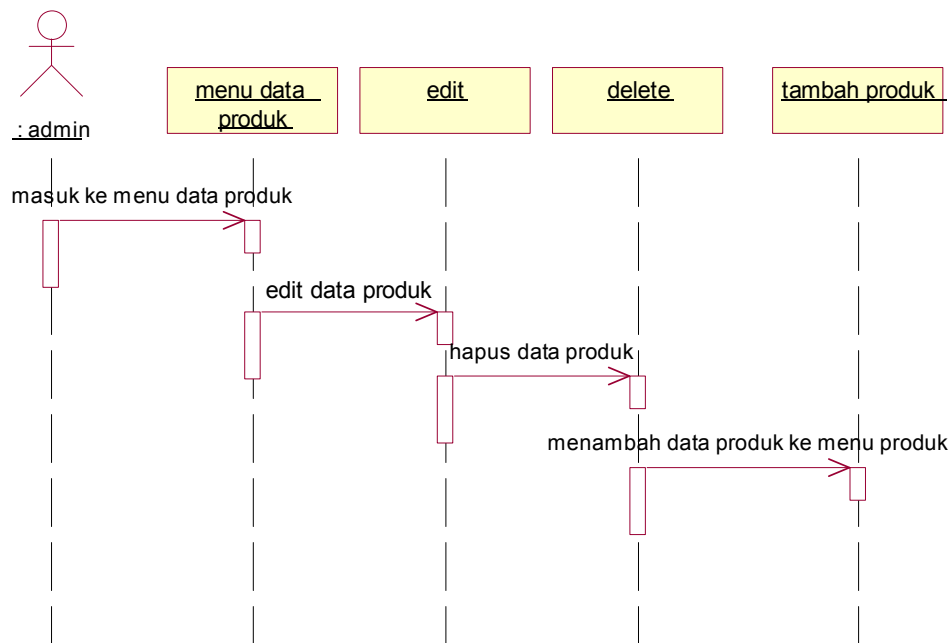 : admin
menu data
produk
edit
delete
tambah produk
masuk ke menu data produk
edit data produk
hapus data produk
menambah data produk ke menu produk